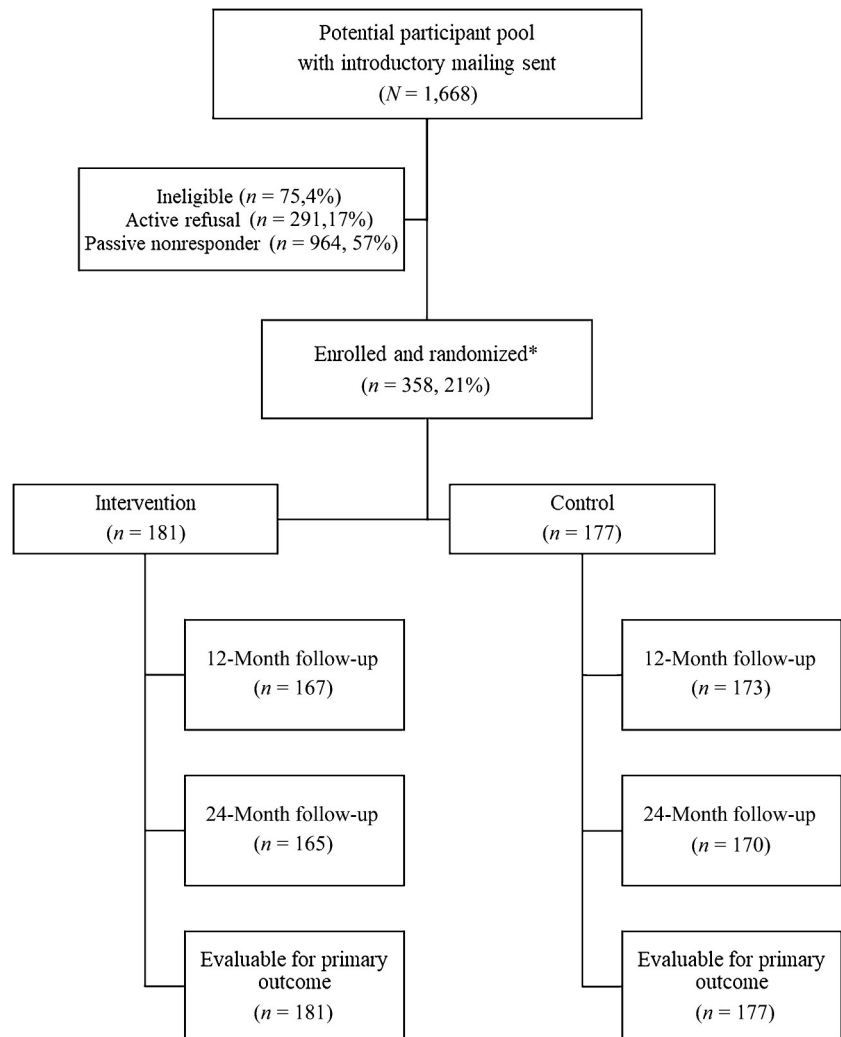 Potential participant pool
with introductory mailing sent
(N = 1,668)
Ineligible (n = 75,4%)
Active refusal (n = 291,17%)
Passive nonresponder (n = 964, 57%)
Enrolled and randomized*
(n = 358, 21%)
Intervention
(n = 181)
Control
(n = 177)
12-Month follow-up
(n = 167)
12-Month follow-up
(n = 173)
24-Month follow-up
(n = 165)
24-Month follow-up
(n = 170)
Evaluable for primary
outcome
(n = 181)
Evaluable for primary
outcome
(n = 177)